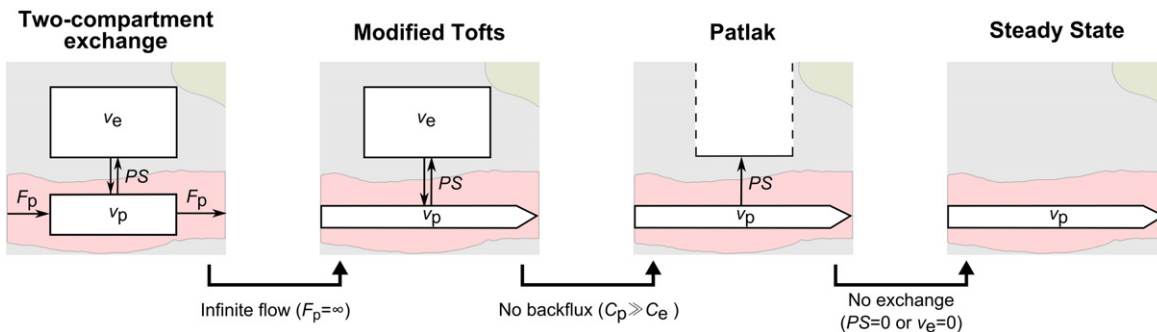 Two-compartment
exchange
Modified Tofts
Patlak
Steady State
ve
PS
Fp
vp
Fp
ve
PS
vp
PS
vp
vp
Infinite flow (Fp=∞)
No backflux (Cp≫Ce )
No exchange
(PS=0 or ve=0)